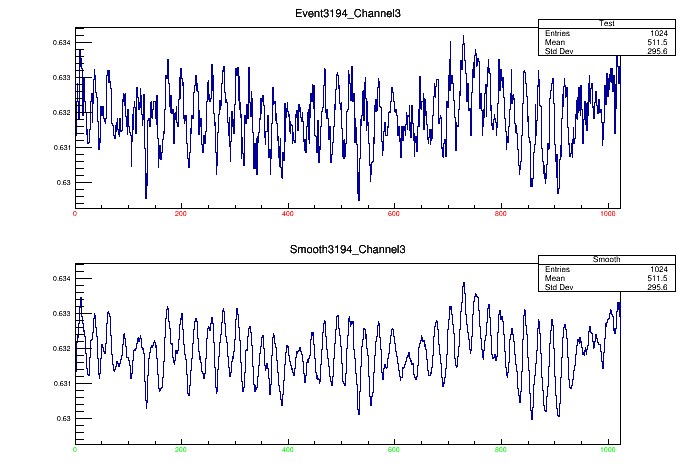 Event3194_Channel3
Test
Entries 1024
Mean 511.5
Std Dev 295.6
0.634
0.633
0.632
0.631
0.63
0 200 400 600 800 1000
Smooth3194_Channel3
Smooth
Entries 1024
Mean 511.5
Std Dev 295.6
0.634
0.633
0.632
0.631
0.63
0 200 400 600 800 1000